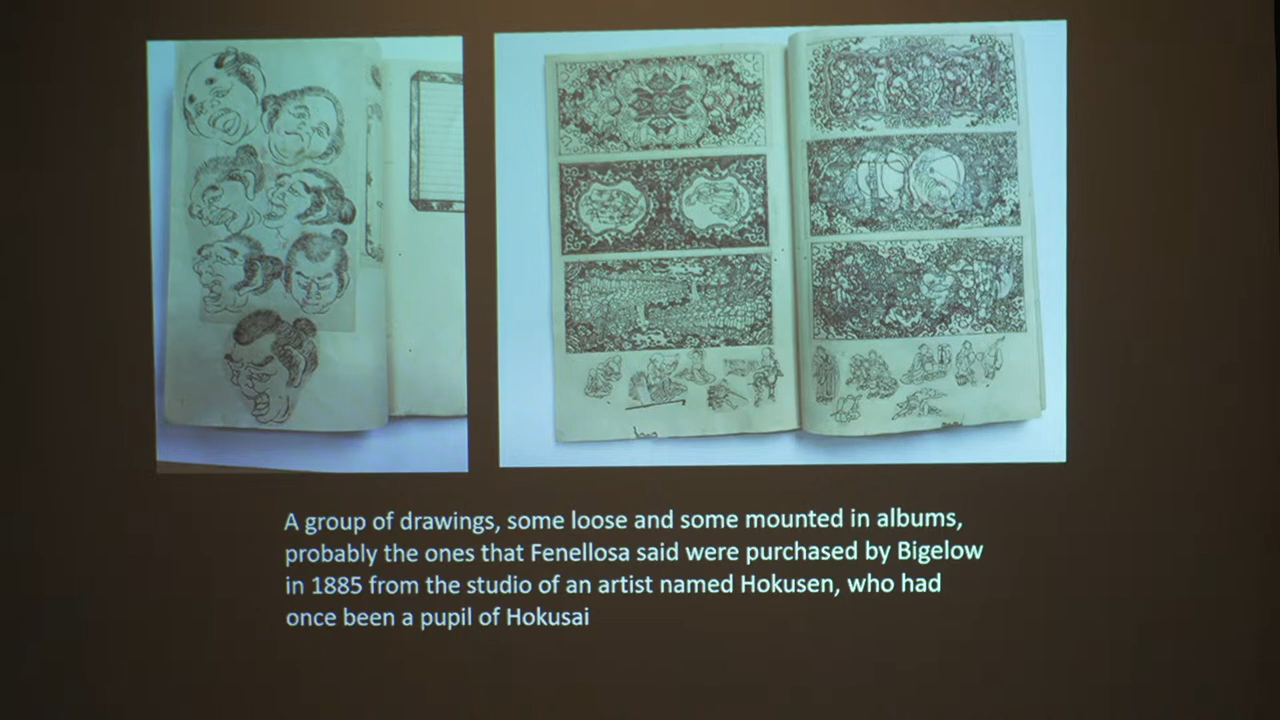 A group of drawings, some loose and some mounted in albums,
probably the ones that Fenellosa said were purchased by Bigelow
in 1885 from the studio of an artist named Hokusen, who had
once been a pupil of Hokusai